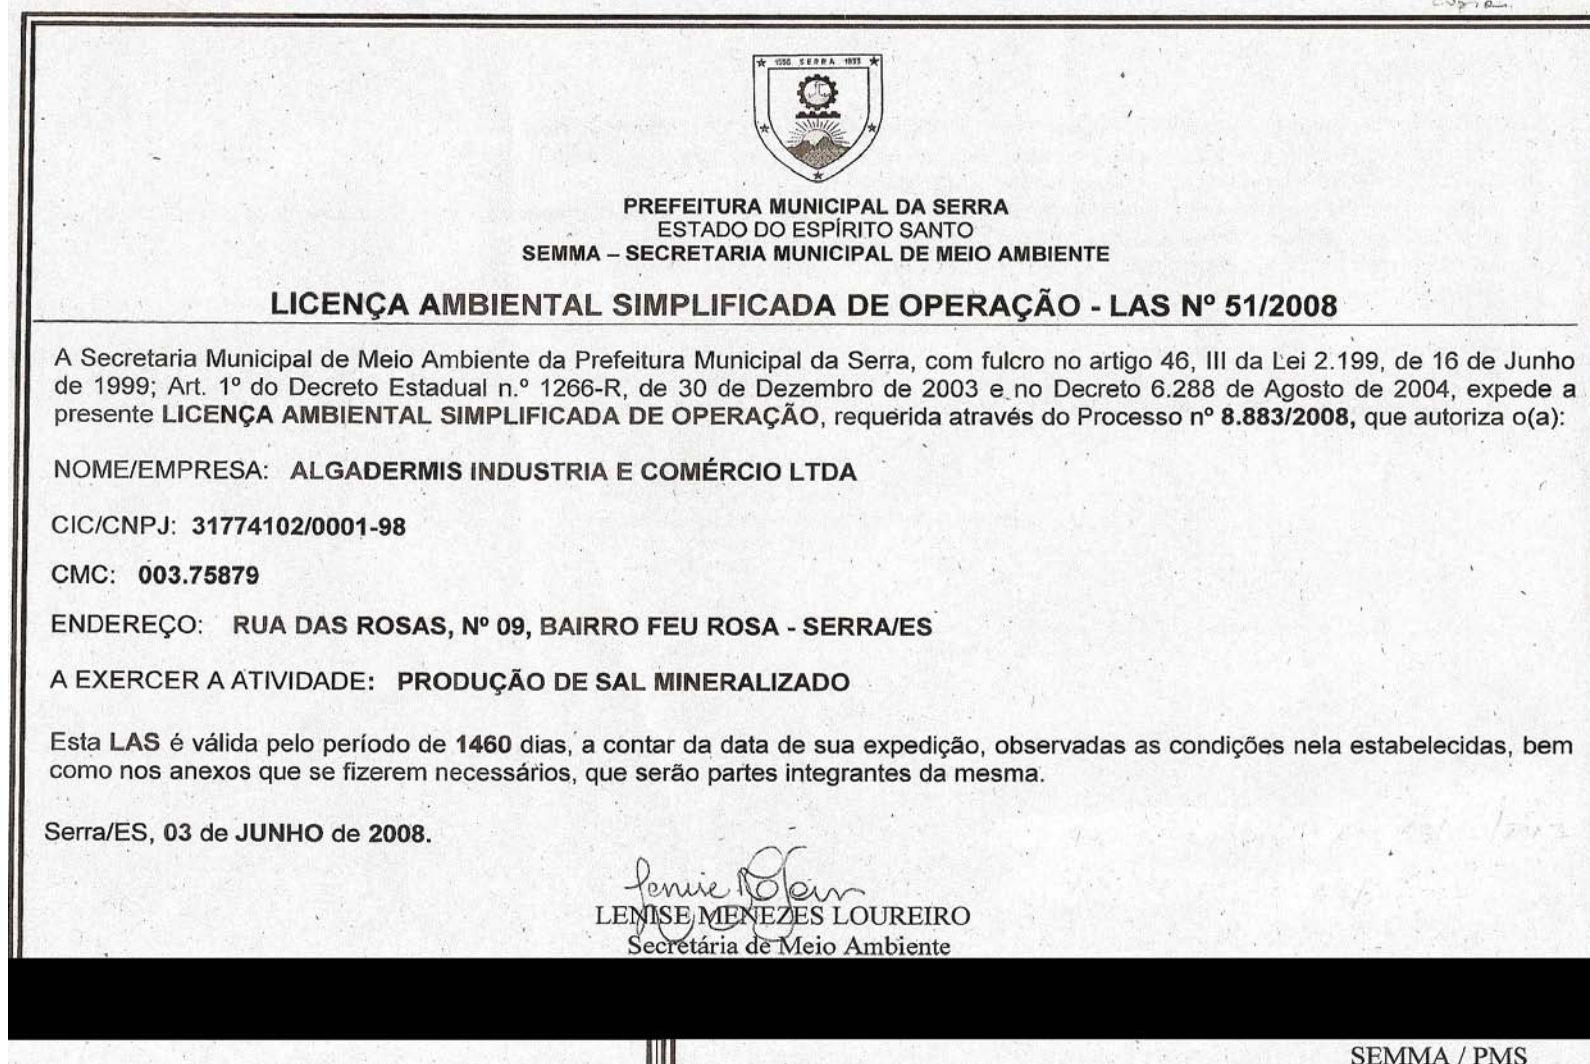 1556 SERRA 1833
PREFEITURA MUNICIPAL DA SERRA
ESTADO DO ESPÍRITO SANTO
SEMMA – SECRETARIA MUNICIPAL DE MEIO AMBIENTE
LICENÇA AMBIENTAL SIMPLIFICADA DE OPERAÇÃO - LAS Nº 51/2008
A Secretaria Municipal de Meio Ambiente da Prefeitura Municipal da Serra, com fulcro no artigo 46, III da Lei 2.199, de 16 de Junho
de 1999; Art. 1º do Decreto Estadual n.º 1266-R, de 30 de Dezembro de 2003 e no Decreto 6.288 de Agosto de 2004, expede a
presente LICENÇA AMBIENTAL SIMPLIFICADA DE OPERAÇÃO, requerida através do Processo nº 8.883/2008, que autoriza o(a):
NOME/EMPRESA: ALGADERMIS INDUSTRIA E COMÉRCIO LTDA
CIC/CNPJ: 31774102/0001-98
CMC: 003.75879
ENDEREÇO: RUA DAS ROSAS, Nº 09, BAIRRO FEU ROSA - SERRA/ES
A EXERCER A ATIVIDADE: PRODUÇÃO DE SAL MINERALIZADO
Esta LAS é válida pelo período de 1460 dias, a contar da data de sua expedição, observadas as condições nela estabelecidas, bem
como nos anexos que se fizerem necessários, que serão partes integrantes da mesma.
Serra/ES, 03 de JUNHO de 2008.
LENISE MENEZES LOUREIRO
Secretária de Meio Ambiente
SEMMA / PMS